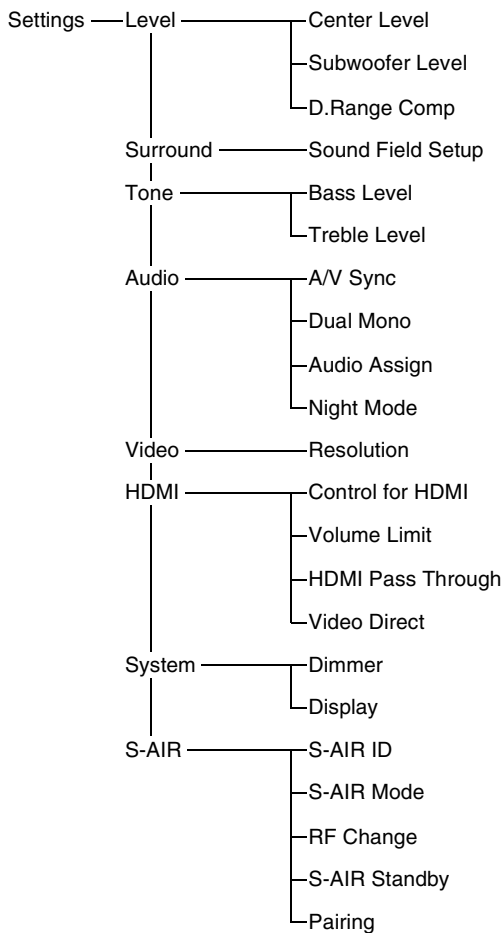 Settings Level Center Level
Subwoofer Level
D.Range Comp
Surround Sound Field Setup
Tone Bass Level
Treble Level
Audio A/V Sync
Dual Mono
Audio Assign
Night Mode
Video Resolution
HDMI Control for HDMI
Volume Limit
HDMI Pass Through
Video Direct
System Dimmer
Display
S-AIR S-AIR ID
S-AIR Mode
RF Change
S-AIR Standby
Pairing